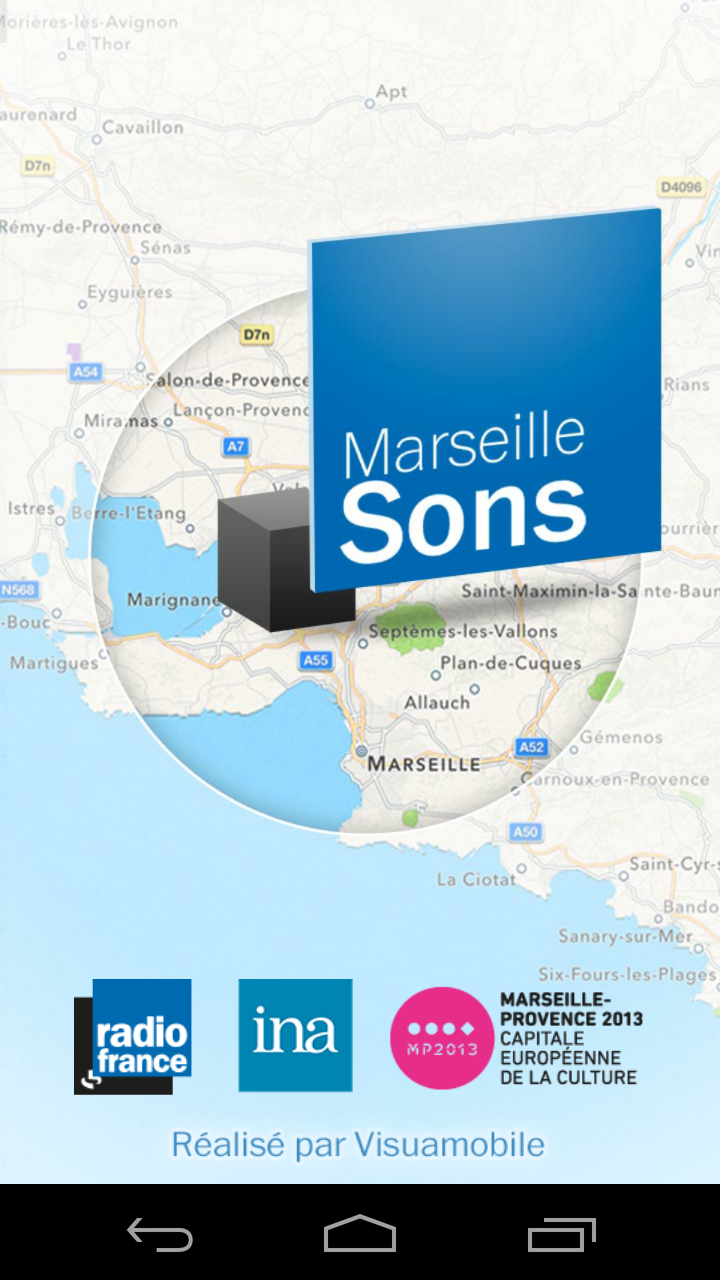 Morières-lès-Avignon
Le Thor
Apt
aurenard
Cavaillon
D7n
D4096
Rémy-de-Provence
Sénas
Vin
Eyguières
D7n
A54
Salon-de-Provence
Rians
Lançon-Provenc
Miramas
A7
Marseille
Sons
Istres
Berre-l'Etang
ourrier
N568
Marignane
Saint-Maximin-la-Sainte-Baum
-Bouc
Septèmes-les-Vallons
Martigues
A55
Plan-de-Cuques
Allauch
Gémenos
A52
MARSEILLE
Carnoux-en-Provence
A50
Saint-Cyr-s
La Ciotat
Bando
Sanary-sur-Mer
Six-Fours-les-Plages
radio
france
ina
MP2013
MARSEILLE-
PROVENCE 2013
CAPITALE
EUROPÉENNE
DE LA CULTURE
Réalisé par Visuamobile